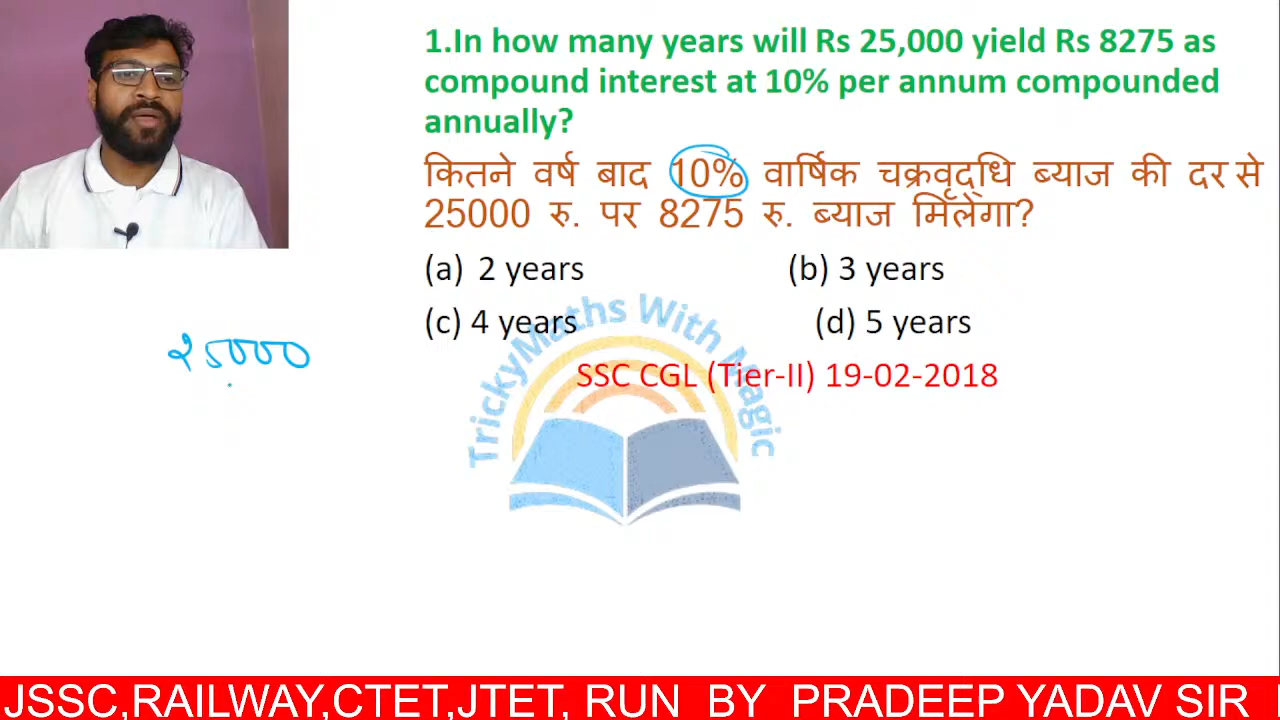 1.In how many years will Rs 25,000 yield Rs 8275 as
compound interest at 10% per annum compounded
annually?
कितने वर्ष बाद 10% वार्षिक चक्रवृद्धि ब्याज की दर से
25000 रु. पर 8275 रु. ब्याज मिलेगा?
(a) 2 years (b) 3 years
(c) 4 years (d) 5 years
SSC CGL (Tier-II) 19-02-2018
25000
TrickyMaths With Magic
JSSC,RAILWAY,CTET,JTET, RUN BY PRADEEP YADAV SIR